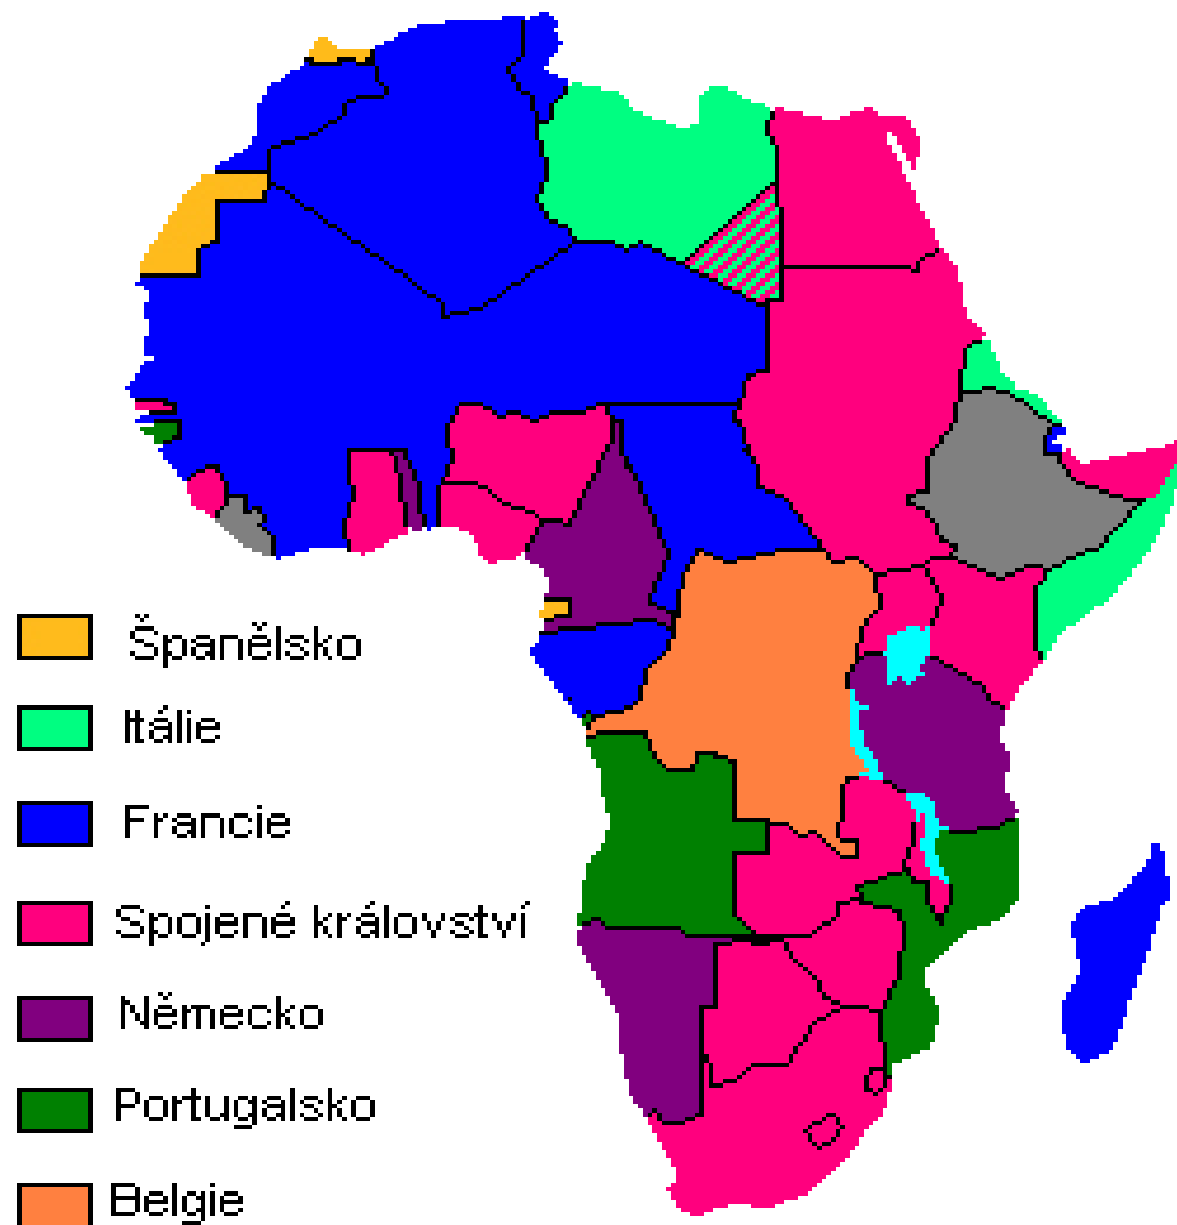 Španělsko
Itálie
Francie
Spojené království
Německo
Portugalsko
Belgie